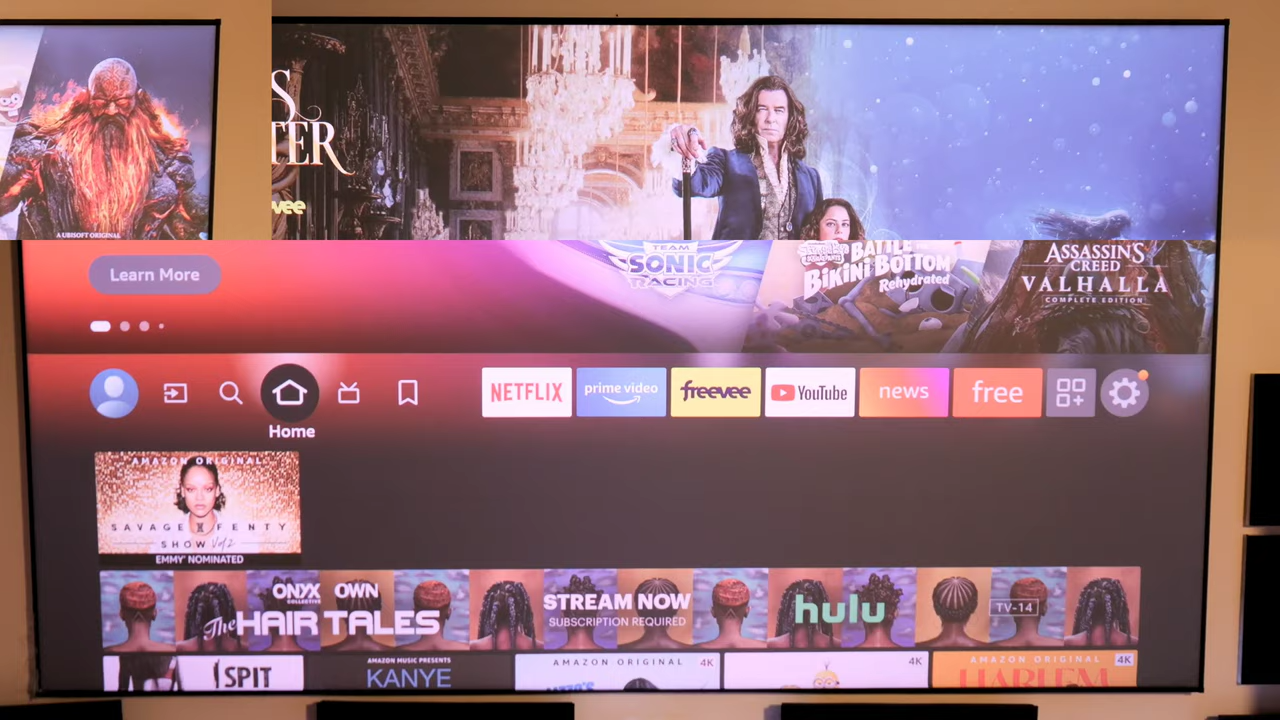 S
TER
vee
A UBISOFT ORIGINAL
Learn More
TEAM
SONIC
RACING
BATTLE FOR
BIKINI BOTTOM
Rehydrated
ASSASSIN'S
CREED
VALHALLA
COMPLETE EDITION
NETFLIX
prime video
freevee
YouTube
news
free
Home
AMAZON ORIGINAL
SAVAGE X FENTY
SHOW Vol. 2
EMMY® NOMINATED
ONYX
COLLECTIVE
OWN
The HAIR TALES
STREAM NOW
SUBSCRIPTION REQUIRED
hulu
TV-14
SPIT
AMAZON MUSIC PRESENTS
KANYE
AMAZON ORIGINAL
4K
4K
AMAZON ORIGINAL
4K
HARLEM